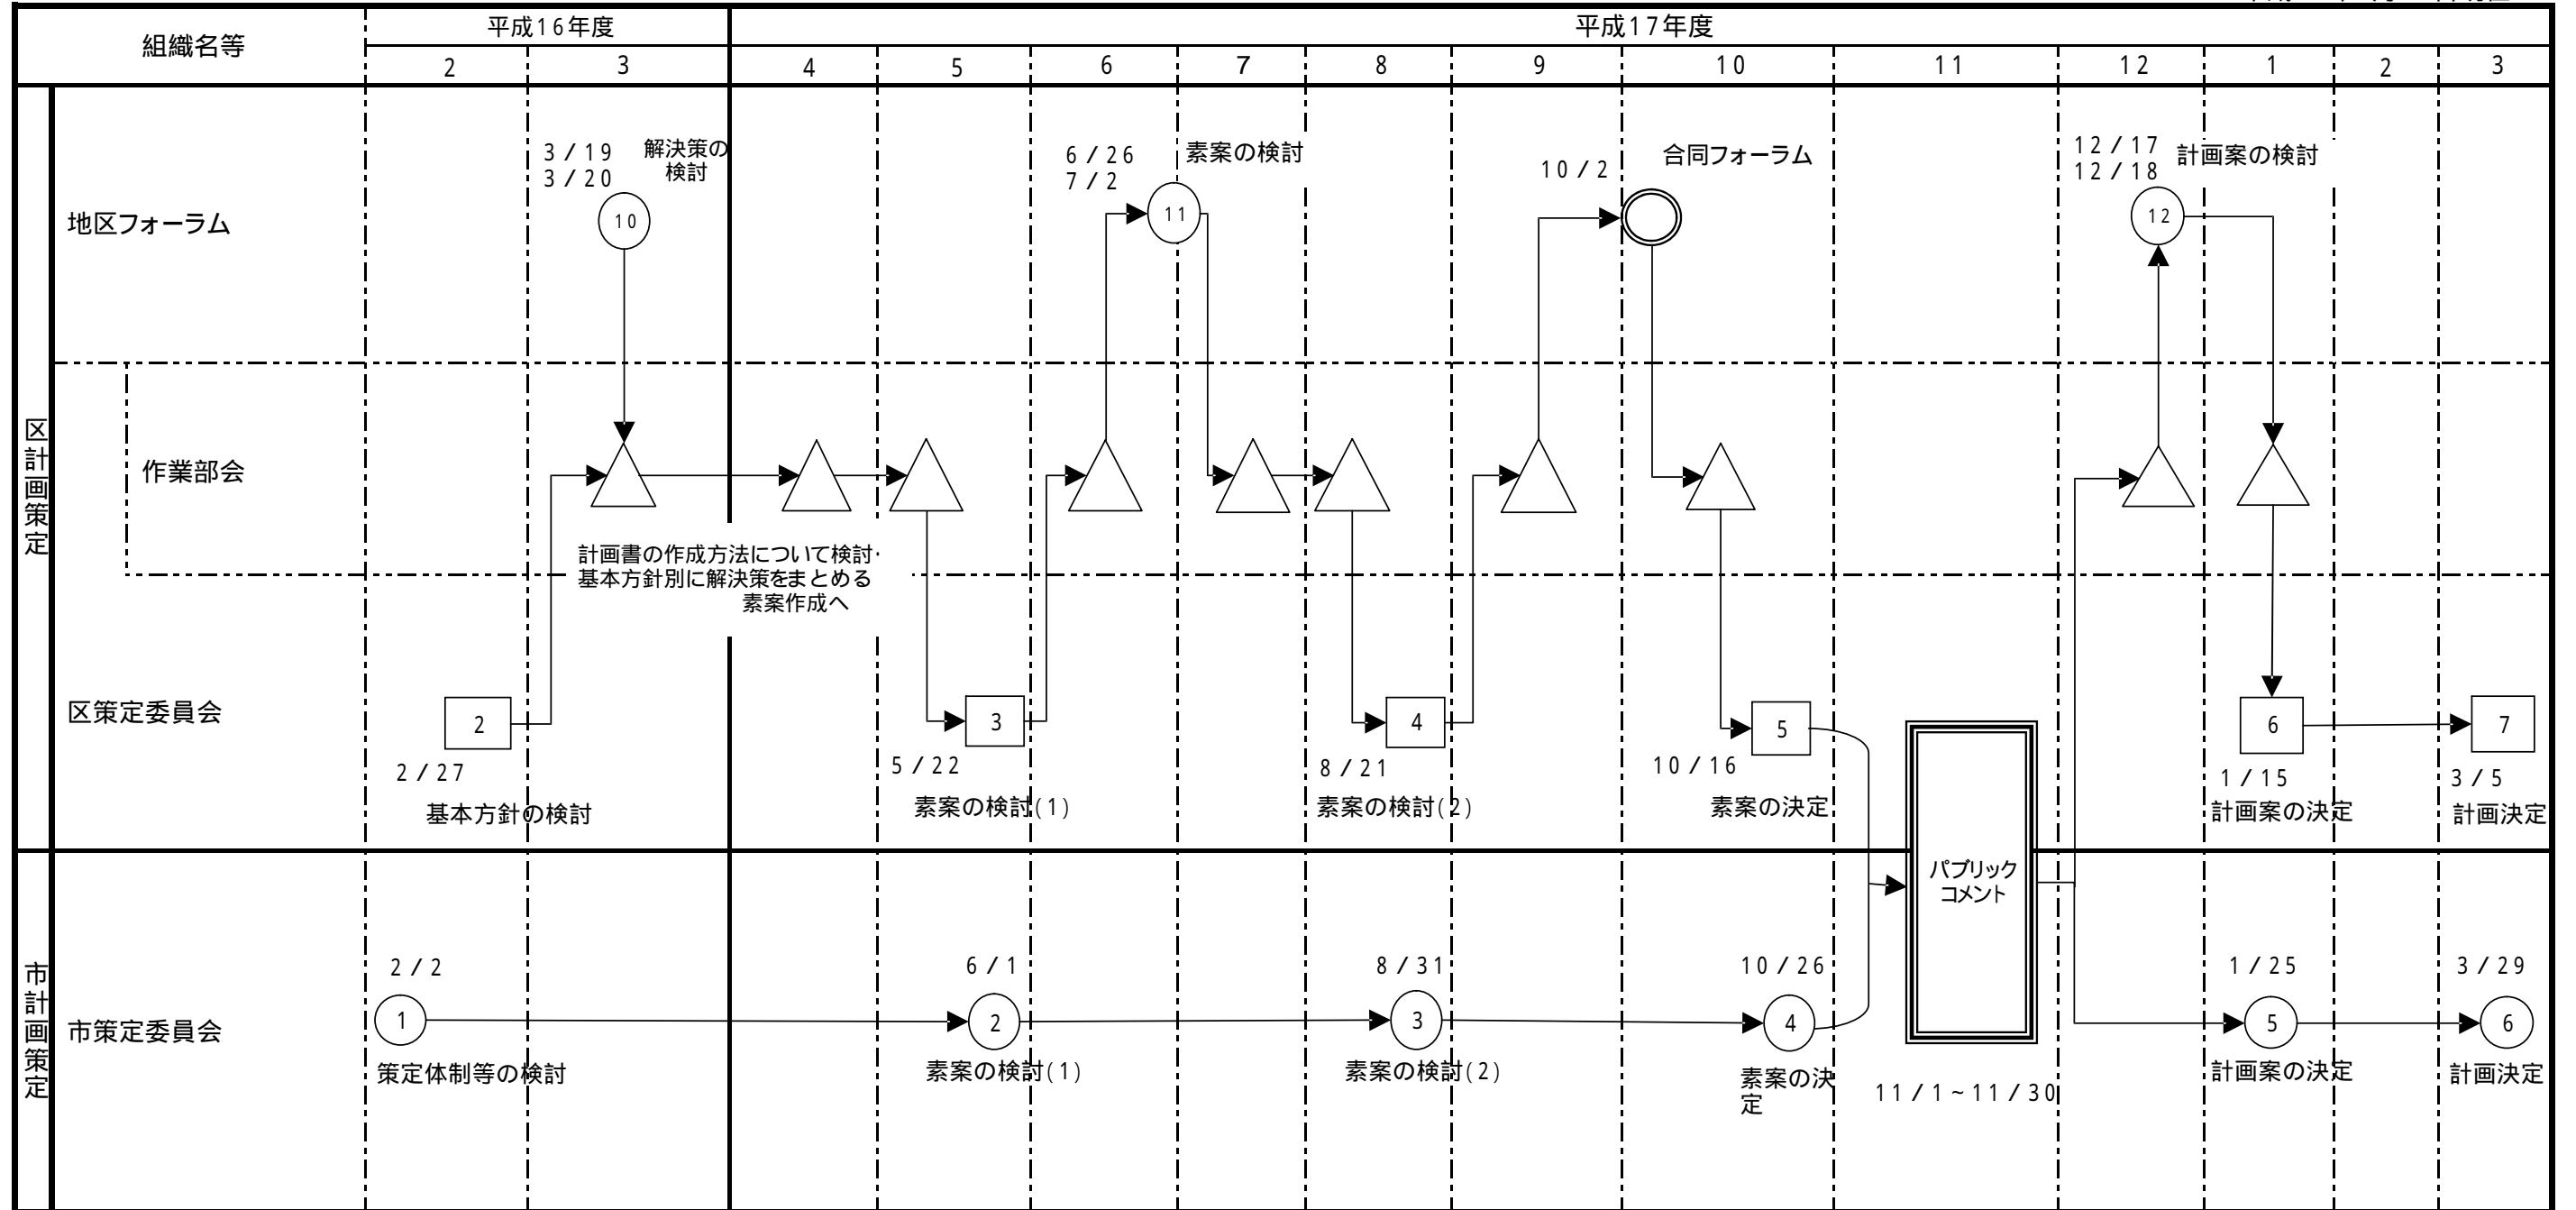 組織名等
平成16年度
平成17年度
2
3
4
5
6
7
8
9
10
11
12
1
2
3
区計画策定
地区フォーラム
3/19
3/20
解決策の
検討
10
6/26
7/2
素案の検討
11
10/2
合同フォーラム
12/17
12/18
計画案の検討
12
作業部会
計画書の作成方法について検討・
基本方針別に解決策をまとめる
素案作成へ
区策定委員会
2
2/27
基本方針の検討
3
5/22
素案の検討(1)
4
8/21
素案の検討(2)
5
10/16
素案の決定
6
1/15
計画案の決定
7
3/5
計画決定
パブリック
コメント
11/1~11/30
市計画策定
市策定委員会
2/2
1
策定体制等の検討
6/1
2
素案の検討(1)
8/31
3
素案の検討(2)
10/26
4
素案の決
定
1/25
5
計画案の決定
3/29
6
計画決定